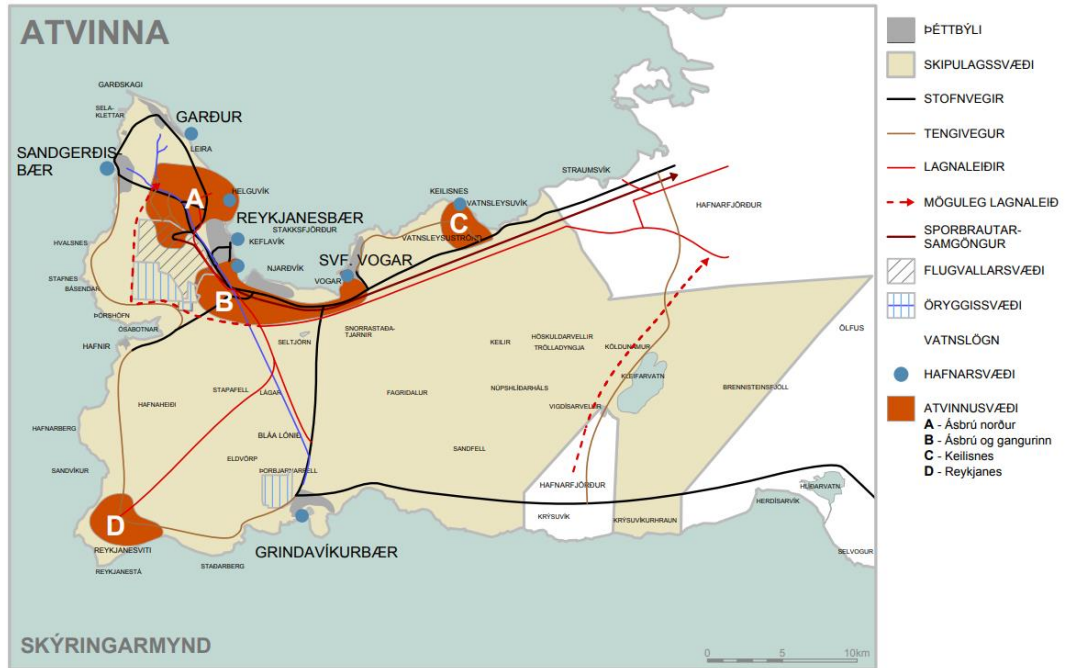 ATVINNA
GARÐSKAGI
SELA-
KLETTAR
GARÐUR
LEIRA
SANDGERÐIS-
BÆR
A
HELGUVÍK
REYKJANESBÆR
STAKKSFJÖRÐUR
KEFLAVÍK
HVALSNES
NJARÐVÍK
STAFNES
BÁSENDAR
B
SVF. VOGAR
VOGAR
ÞÓRSHÖFN
ÓSABOTNAR
HAFNIR
KEILISNES
VATNSLEYSUVÍK
C
VATNSLEYSUSTRÖND
STRAUMSVÍK
HAFNARFJÖRÐUR
SNORRASTAÐA-
TJARNIR
SELTJÖRN
KEILIR
HÖSKULDARVELLIR
TRÖLLADYNGJA
KÖLDUNÁMUR
ÖLFUS
STAPAFELL
LÁGAR
FAGRIDALUR
NÚPSHLÍÐARHÁLS
KLEIFARVATN
BRENNISTEINSFJÖLL
HAFNAHEIÐI
VIGDÍSARVELLIR
HAFNARBERG
BLÁA LÓNIÐ
SANDFELL
ELDVÖRP
SANDVÍKUR
ÞORBJARNARFELL
HAFNARFJÖRÐUR
HLÍÐARVATN
HERDÍSARVÍK
D
KRÝSUVÍK
KRÝSUVÍKURHRAUN
REYKJANESVITI
GRINDAVÍKURBÆR
SELVOGUR
STAÐARBERG
REYKJANESTÁ
SKÝRINGARMYND
0 5 10km
ÞÉTTBÝLI
SKIPULAGSSVÆÐI
STOFNVEGIR
TENGIVEGUR
LAGNALEIÐIR
MÖGULEG LAGNALEIÐ
SPORBRAUTAR-
SAMGÖNGUR
FLUGVALLARSVÆÐI
ÖRYGGISSVÆÐI
VATNSLÖGN
HAFNARSVÆÐI
ATVINNUSVÆÐI
A - Ásbrú norður
B - Ásbrú og gangurinn
C - Keilisnes
D - Reykjanes